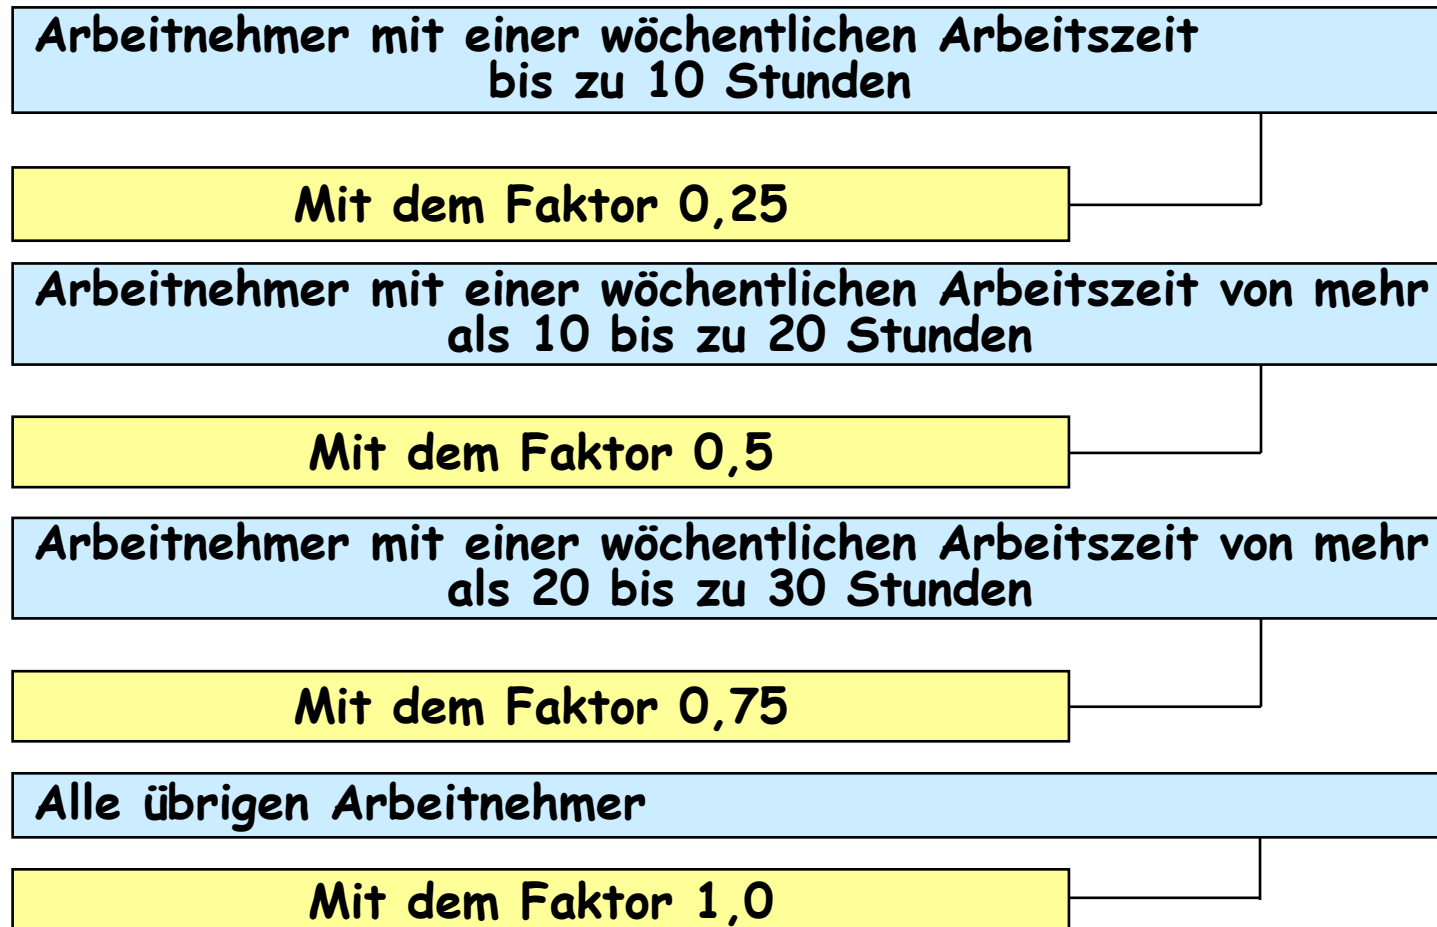 Arbeitnehmer mit einer wöchentlichen Arbeitszeit
bis zu 10 Stunden
Mit dem Faktor 0,25
Arbeitnehmer mit einer wöchentlichen Arbeitszeit von mehr
als 10 bis zu 20 Stunden
Mit dem Faktor 0,5
Arbeitnehmer mit einer wöchentlichen Arbeitszeit von mehr
als 20 bis zu 30 Stunden
Mit dem Faktor 0,75
Alle übrigen Arbeitnehmer
Mit dem Faktor 1,0